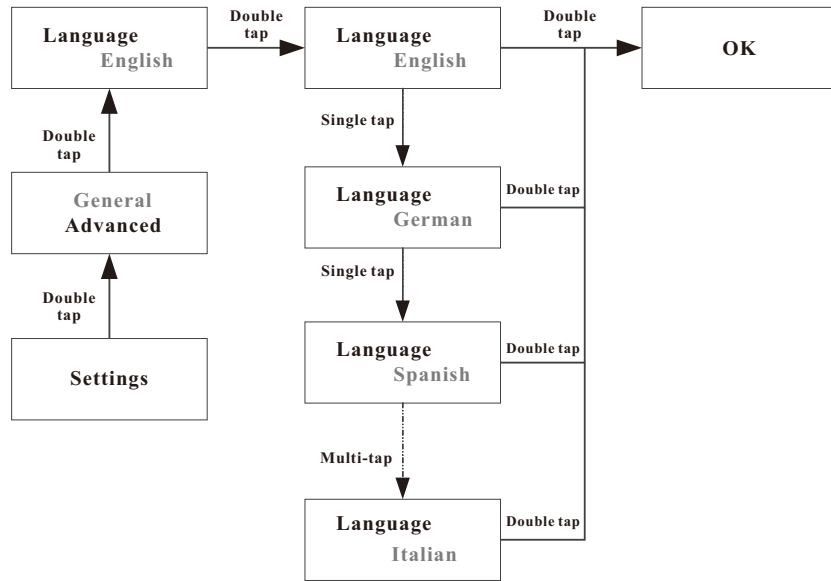 Language
English
Double
tap
Language
English
Double
tap
OK
Double
tap
Single tap
General
Advanced
Language
German
Double tap
Double
tap
Single tap
Settings
Language
Spanish
Double tap
Multi-tap
Language
Italian
Double tap